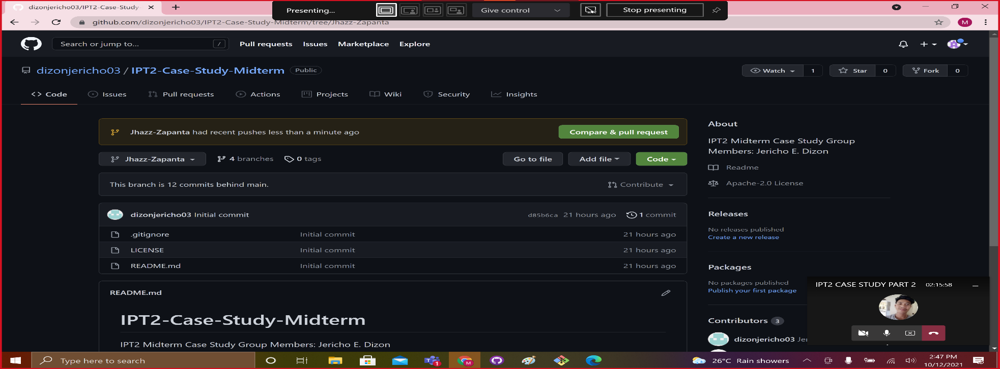 dizonjericho03/IPT2-Case-Study-
Presenting...
Give control
Stop presenting
github.com/dizonjericho03/IPT2-Case-Study-Midterm/tree/Jhazz-Zapanta
M
Search or jump to...
/
Pull requests
Issues
Marketplace
Explore
dizonjericho03 / IPT2-Case-Study-Midterm
Public
Watch 1
Star 0
Fork 0
Code
Issues
Pull requests
Actions
Projects
Wiki
Security
Insights
Jhazz-Zapanta had recent pushes less than a minute ago
Compare & pull request
Jhazz-Zapanta
4 branches
0 tags
Go to file
Add file
Code
This branch is 12 commits behind main.
Contribute
dizonjericho03 Initial commit
d85b6ca 21 hours ago
1 commit
.gitignore Initial commit 21 hours ago
LICENSE Initial commit 21 hours ago
README.md Initial commit 21 hours ago
README.md
IPT2-Case-Study-Midterm
IPT2 Midterm Case Study Group Members: Jericho E. Dizon
About
IPT2 Midterm Case Study Group
Members: Jericho E. Dizon
Readme
Apache-2.0 License
Releases
No releases published
Create a new release
Packages
No packages published
Publish your first package
Contributors 3
dizonjericho03 Je
IPT2 CASE STUDY PART 2 02:15:58
Type here to search
1
M
26°C Rain showers
2:47 PM
10/12/2021